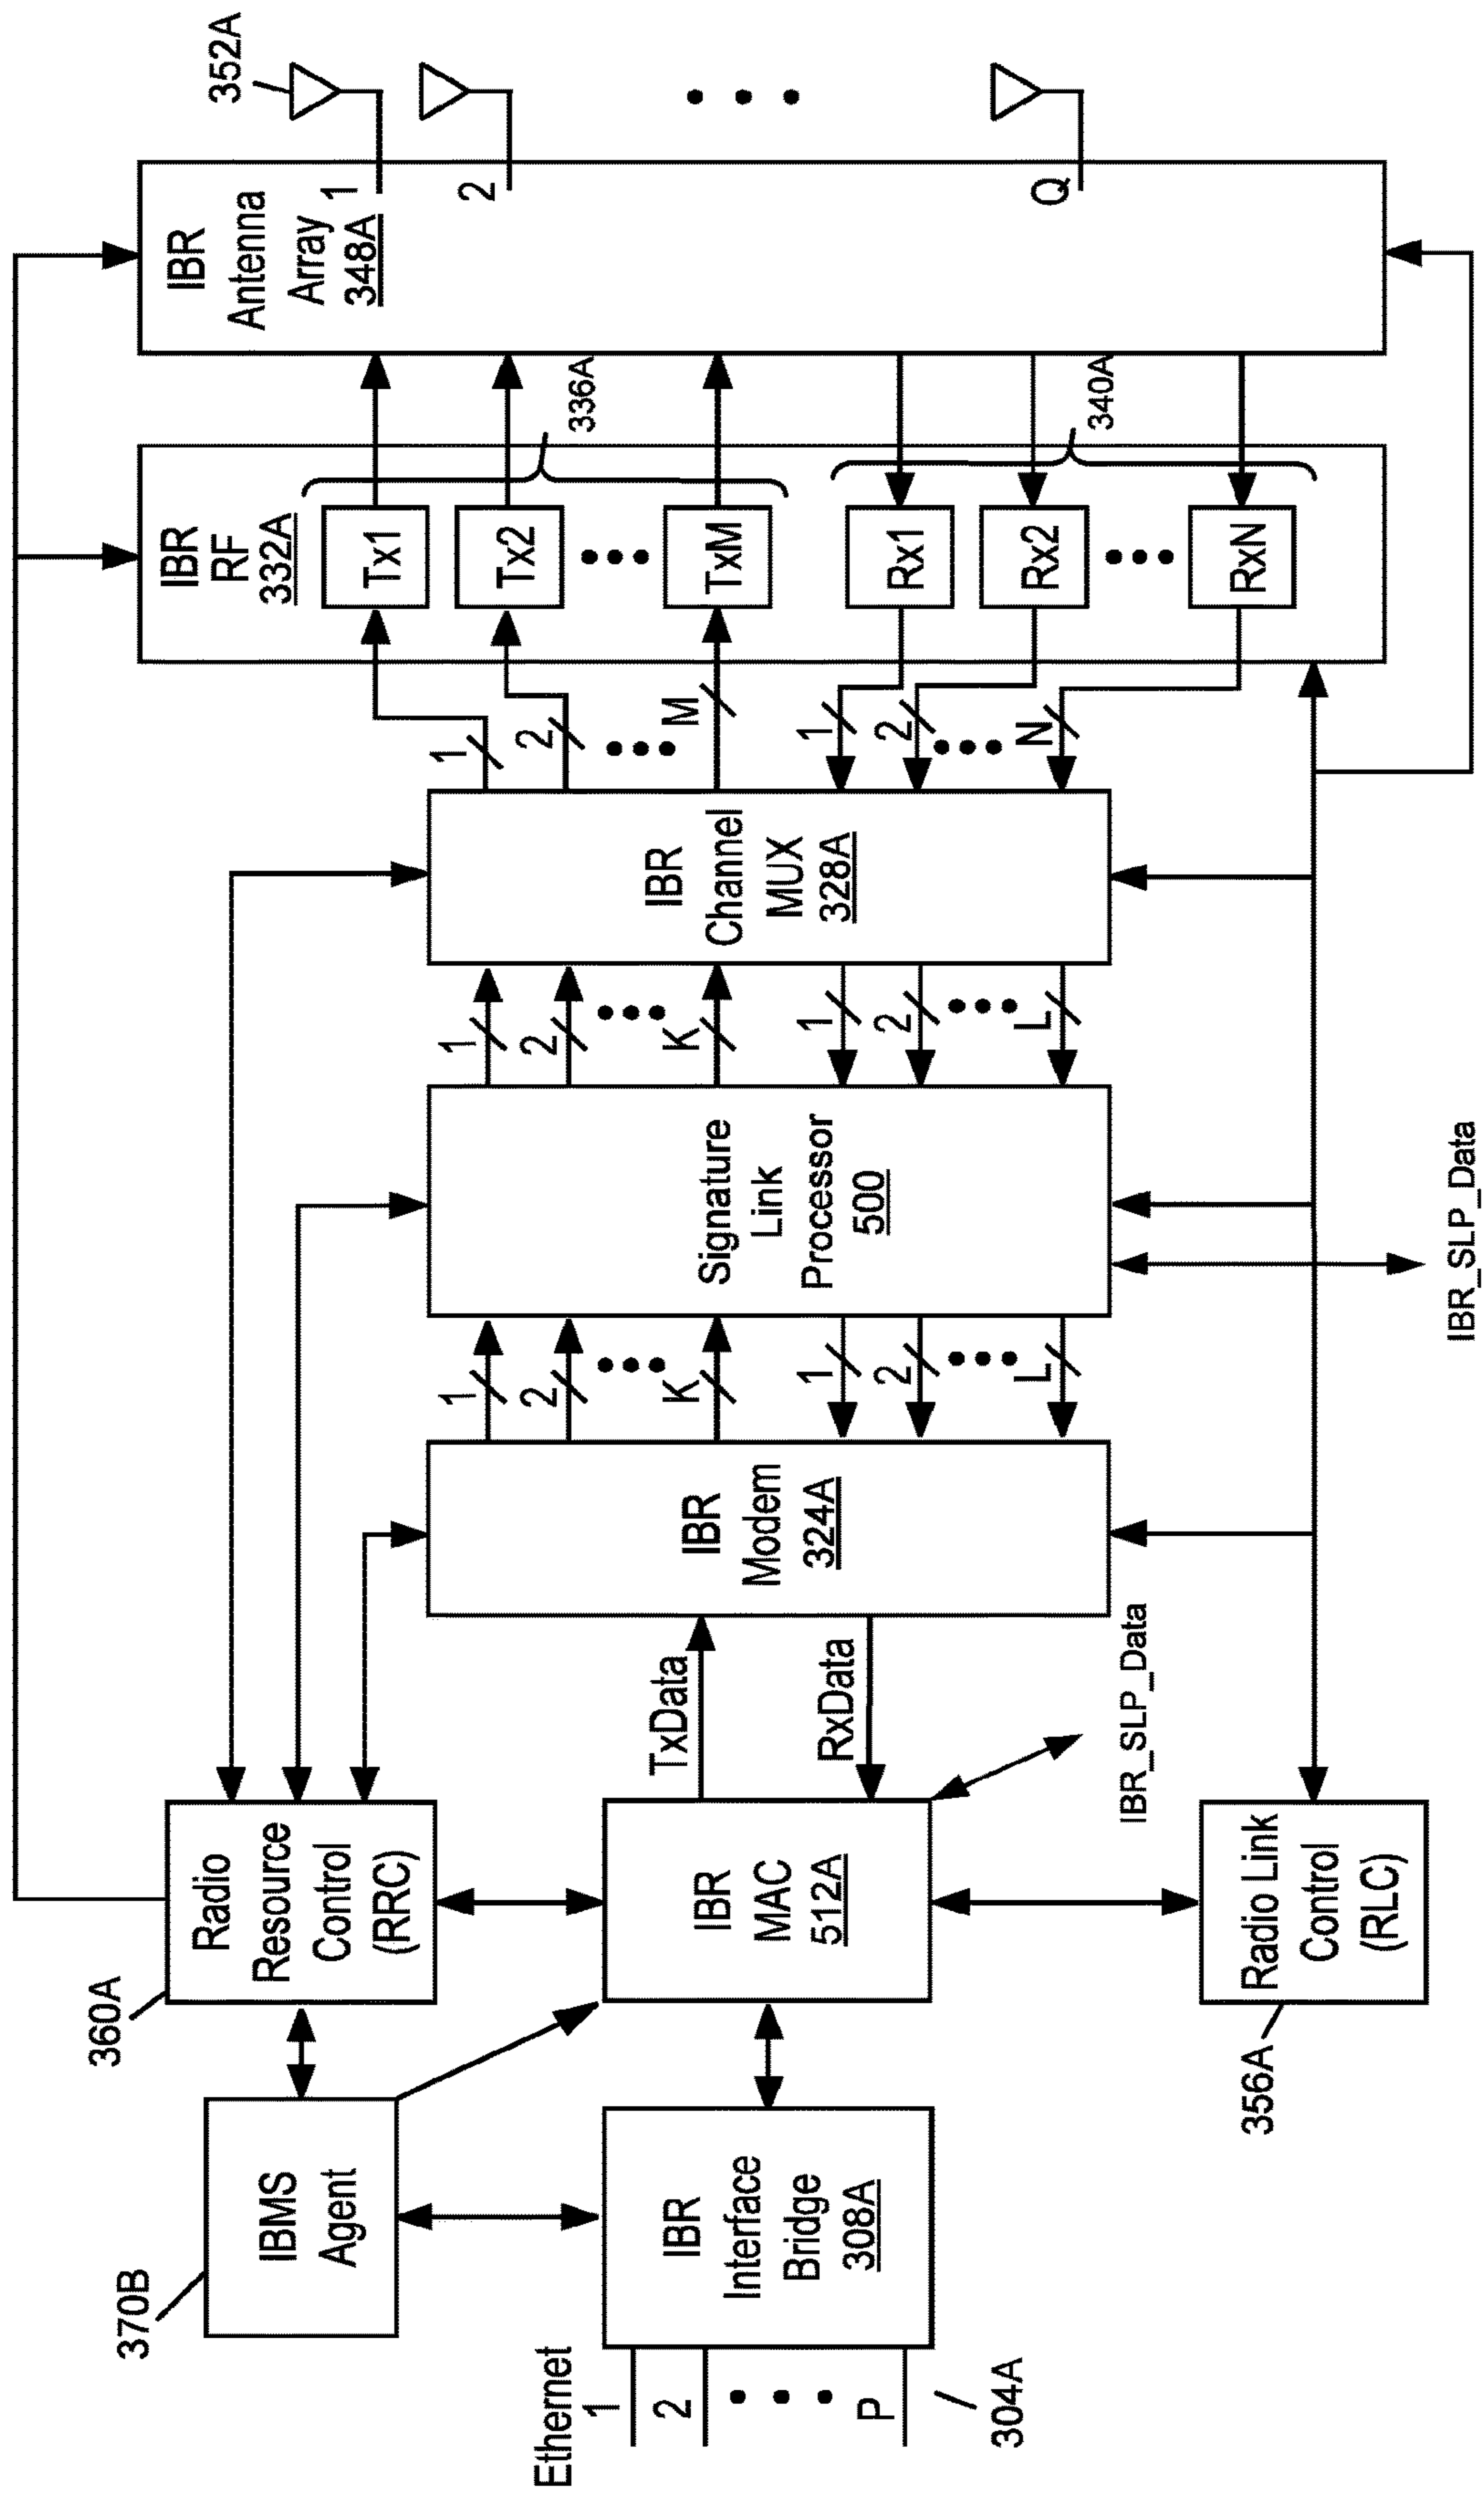 Ethernet
1
2
P
304A
370B
IBMS
Agent
IBR
Interface
Bridge
308A
360A
Radio
Resource
Control
(RRC)
IBR
MAC
512A
356A
Radio Link
Control
(RLC)
TxData
RxData
IBR_SLP_Data
IBR
Modem
324A
1
2
K
1
2
L
Signature
Link
Processor
500
IBR_SLP_Data
1
2
K
1
2
L
IBR
Channel
MUX
328A
1
2
M
1
2
N
IBR
RF
332A
Tx1
Tx2
TxM
Rx1
Rx2
RxN
336A
340A
IBR
Antenna
Array
348A
1
2
Q
352A